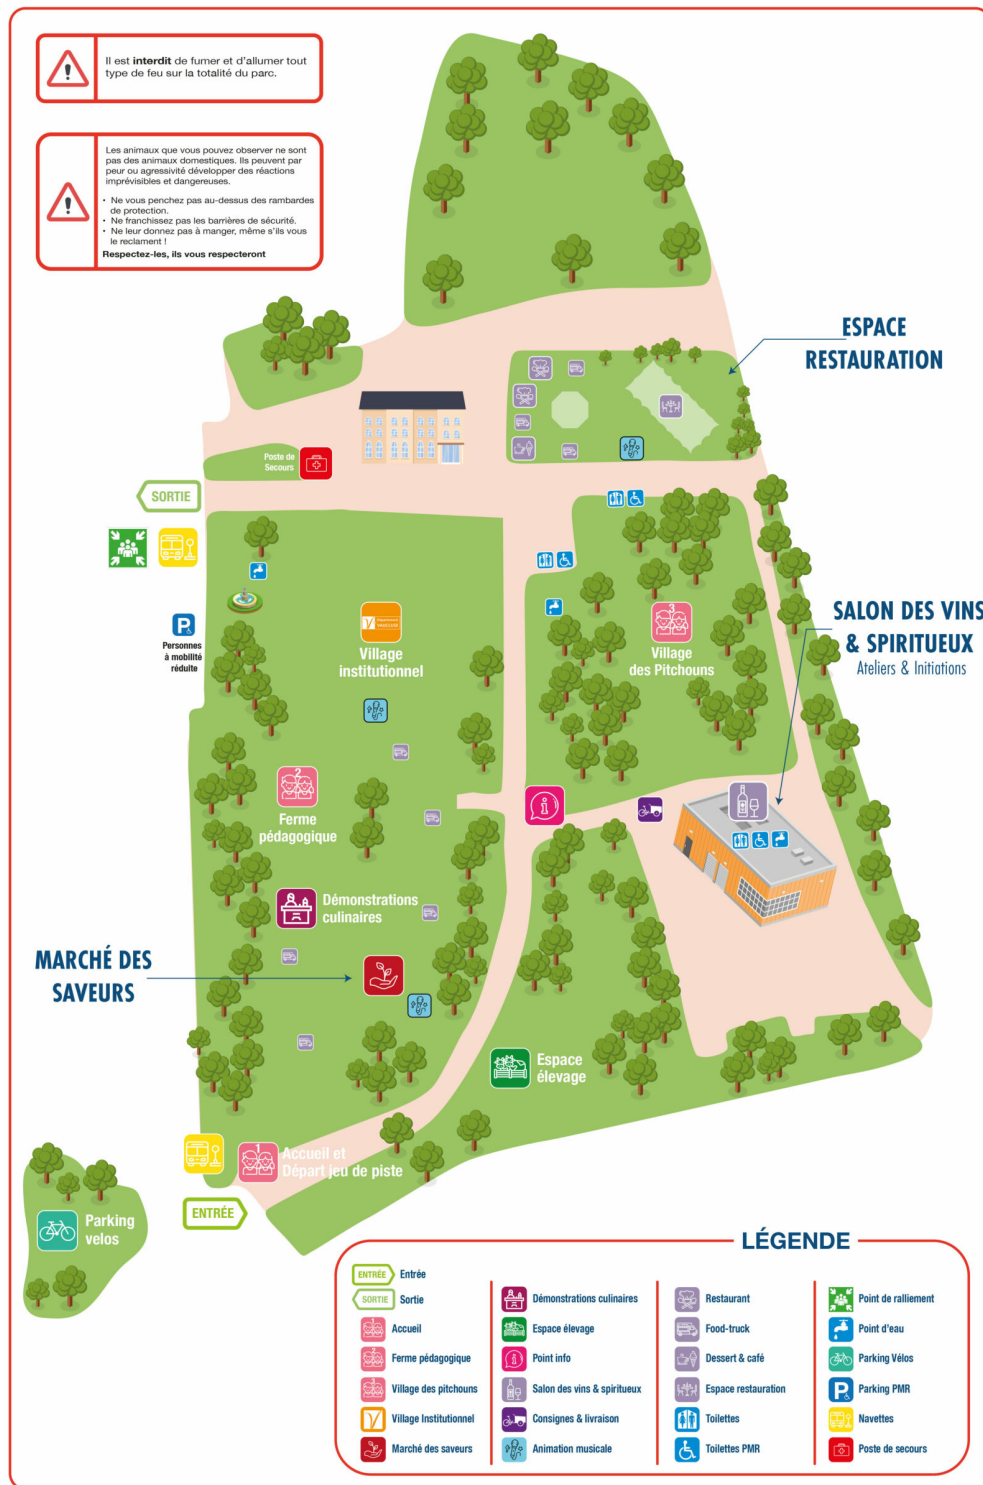 Il est interdit de fumer et d'allumer tout
type de feu sur la totalité du parc.
Les animaux que vous pouvez observer ne sont
pas des animaux domestiques. Ils peuvent par
peur ou agressivité développer des réactions
imprévisibles et dangereuses.
• Ne vous penchez pas au-dessus des rambardes
de protection.
• Ne franchissez pas les barrières de sécurité.
• Ne leur donnez pas à manger, même s'ils vous
le reclament !
Respectez-les, ils vous respecteront
ESPACE
RESTAURATION
Poste de
Secours
SORTIE
P
Personnes
à mobilité
réduite
Village
institutionnel
3
Village
des Pitchouns
SALON DES VINS
& SPIRITUEUX
Ateliers & Initiations
2
Ferme
pédagogique
i
Démonstrations
culinaires
MARCHÉ DES
SAVEURS
Espace
élevage
1
Accueil et
Départ jeu de piste
ENTRÉE
Parking
velos
LÉGENDE
ENTRÉE Entrée
SORTIE Sortie
1 Accueil
2 Ferme pédagogique
3 Village des pitchouns
Village Institutionnel
Marché des saveurs
Démonstrations culinaires
Espace élevage
i Point info
Salon des vins & spiritueux
Consignes & livraison
Animation musicale
Restaurant
Food-truck
Dessert & café
Espace restauration
Toilettes
Toilettes PMR
Point de ralliement
Point d'eau
Parking Vélos
P Parking PMR
Navettes
Poste de secours